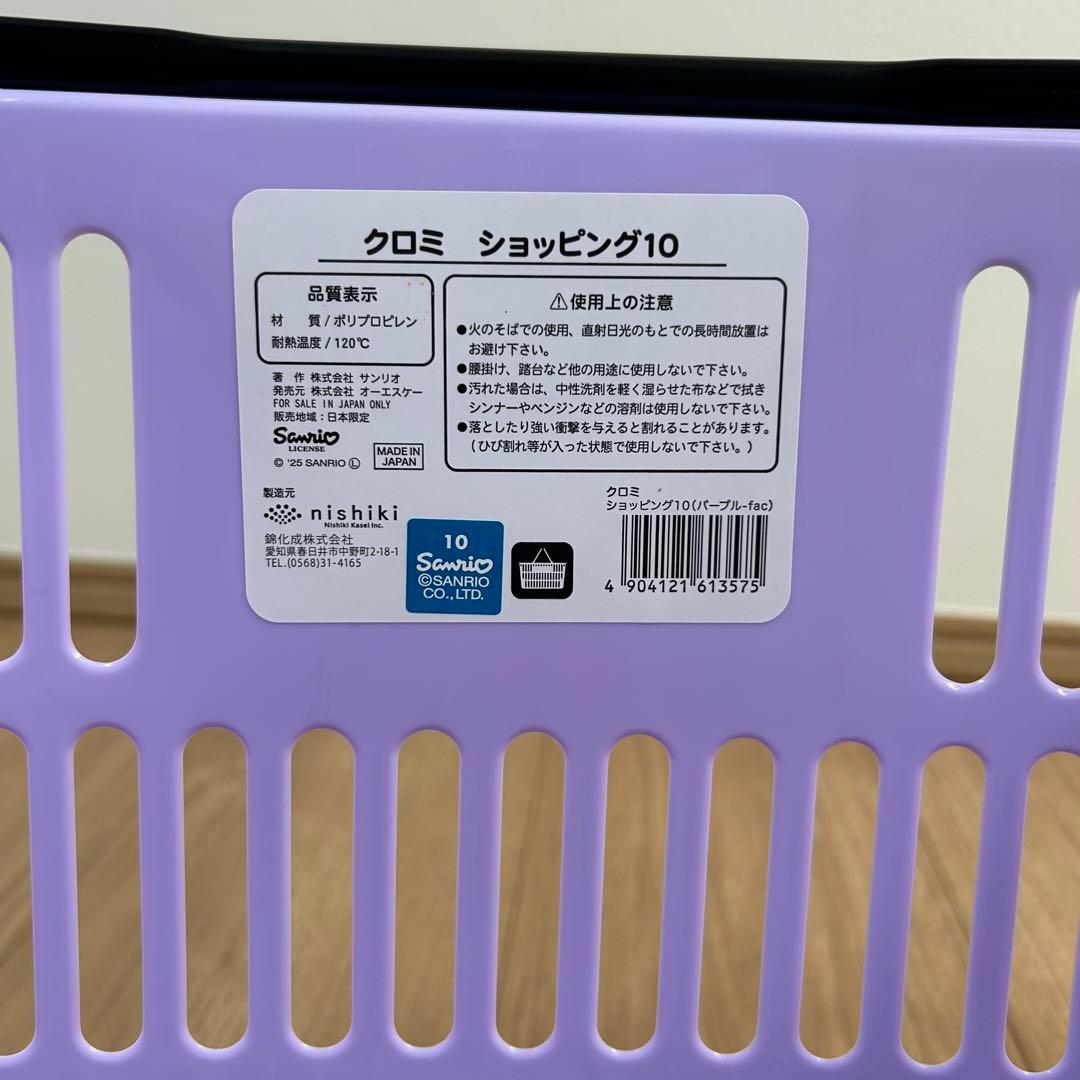 クロミ ショッピング10
品質表示
材 質/ポリプロピレン
耐熱温度/120℃
著 作 株式会社 サンリオ
発売元 株式会社 オーエスケー
FOR SALE IN JAPAN ONLY
販売地域:日本限定
Sanrio
LICENSE
© '25 SANRIO Ⓛ
MADE IN
JAPAN
⚠使用上の注意
●火のそばでの使用、直射日光のもとでの長時間放置は
お避け下さい。
●腰掛け、踏台など他の用途に使用しないで下さい。
●汚れた場合は、中性洗剤を軽く湿らせた布などで拭き
シンナーやベンジンなどの溶剤は使用しないで下さい。
●落としたり強い衝撃を与えると割れることがあります。
(ひび割れ等が入った状態で使用しないで下さい。)
製造元
nishiki
Nishiki Kasei Inc.
錦化成株式会社
愛知県春日井市中野町2-18-1
TEL.(0568)31-4165
10
Sanrio
©SANRIO
CO., LTD.
クロミ
ショッピング10(パープル-fac)
4 904121 613575